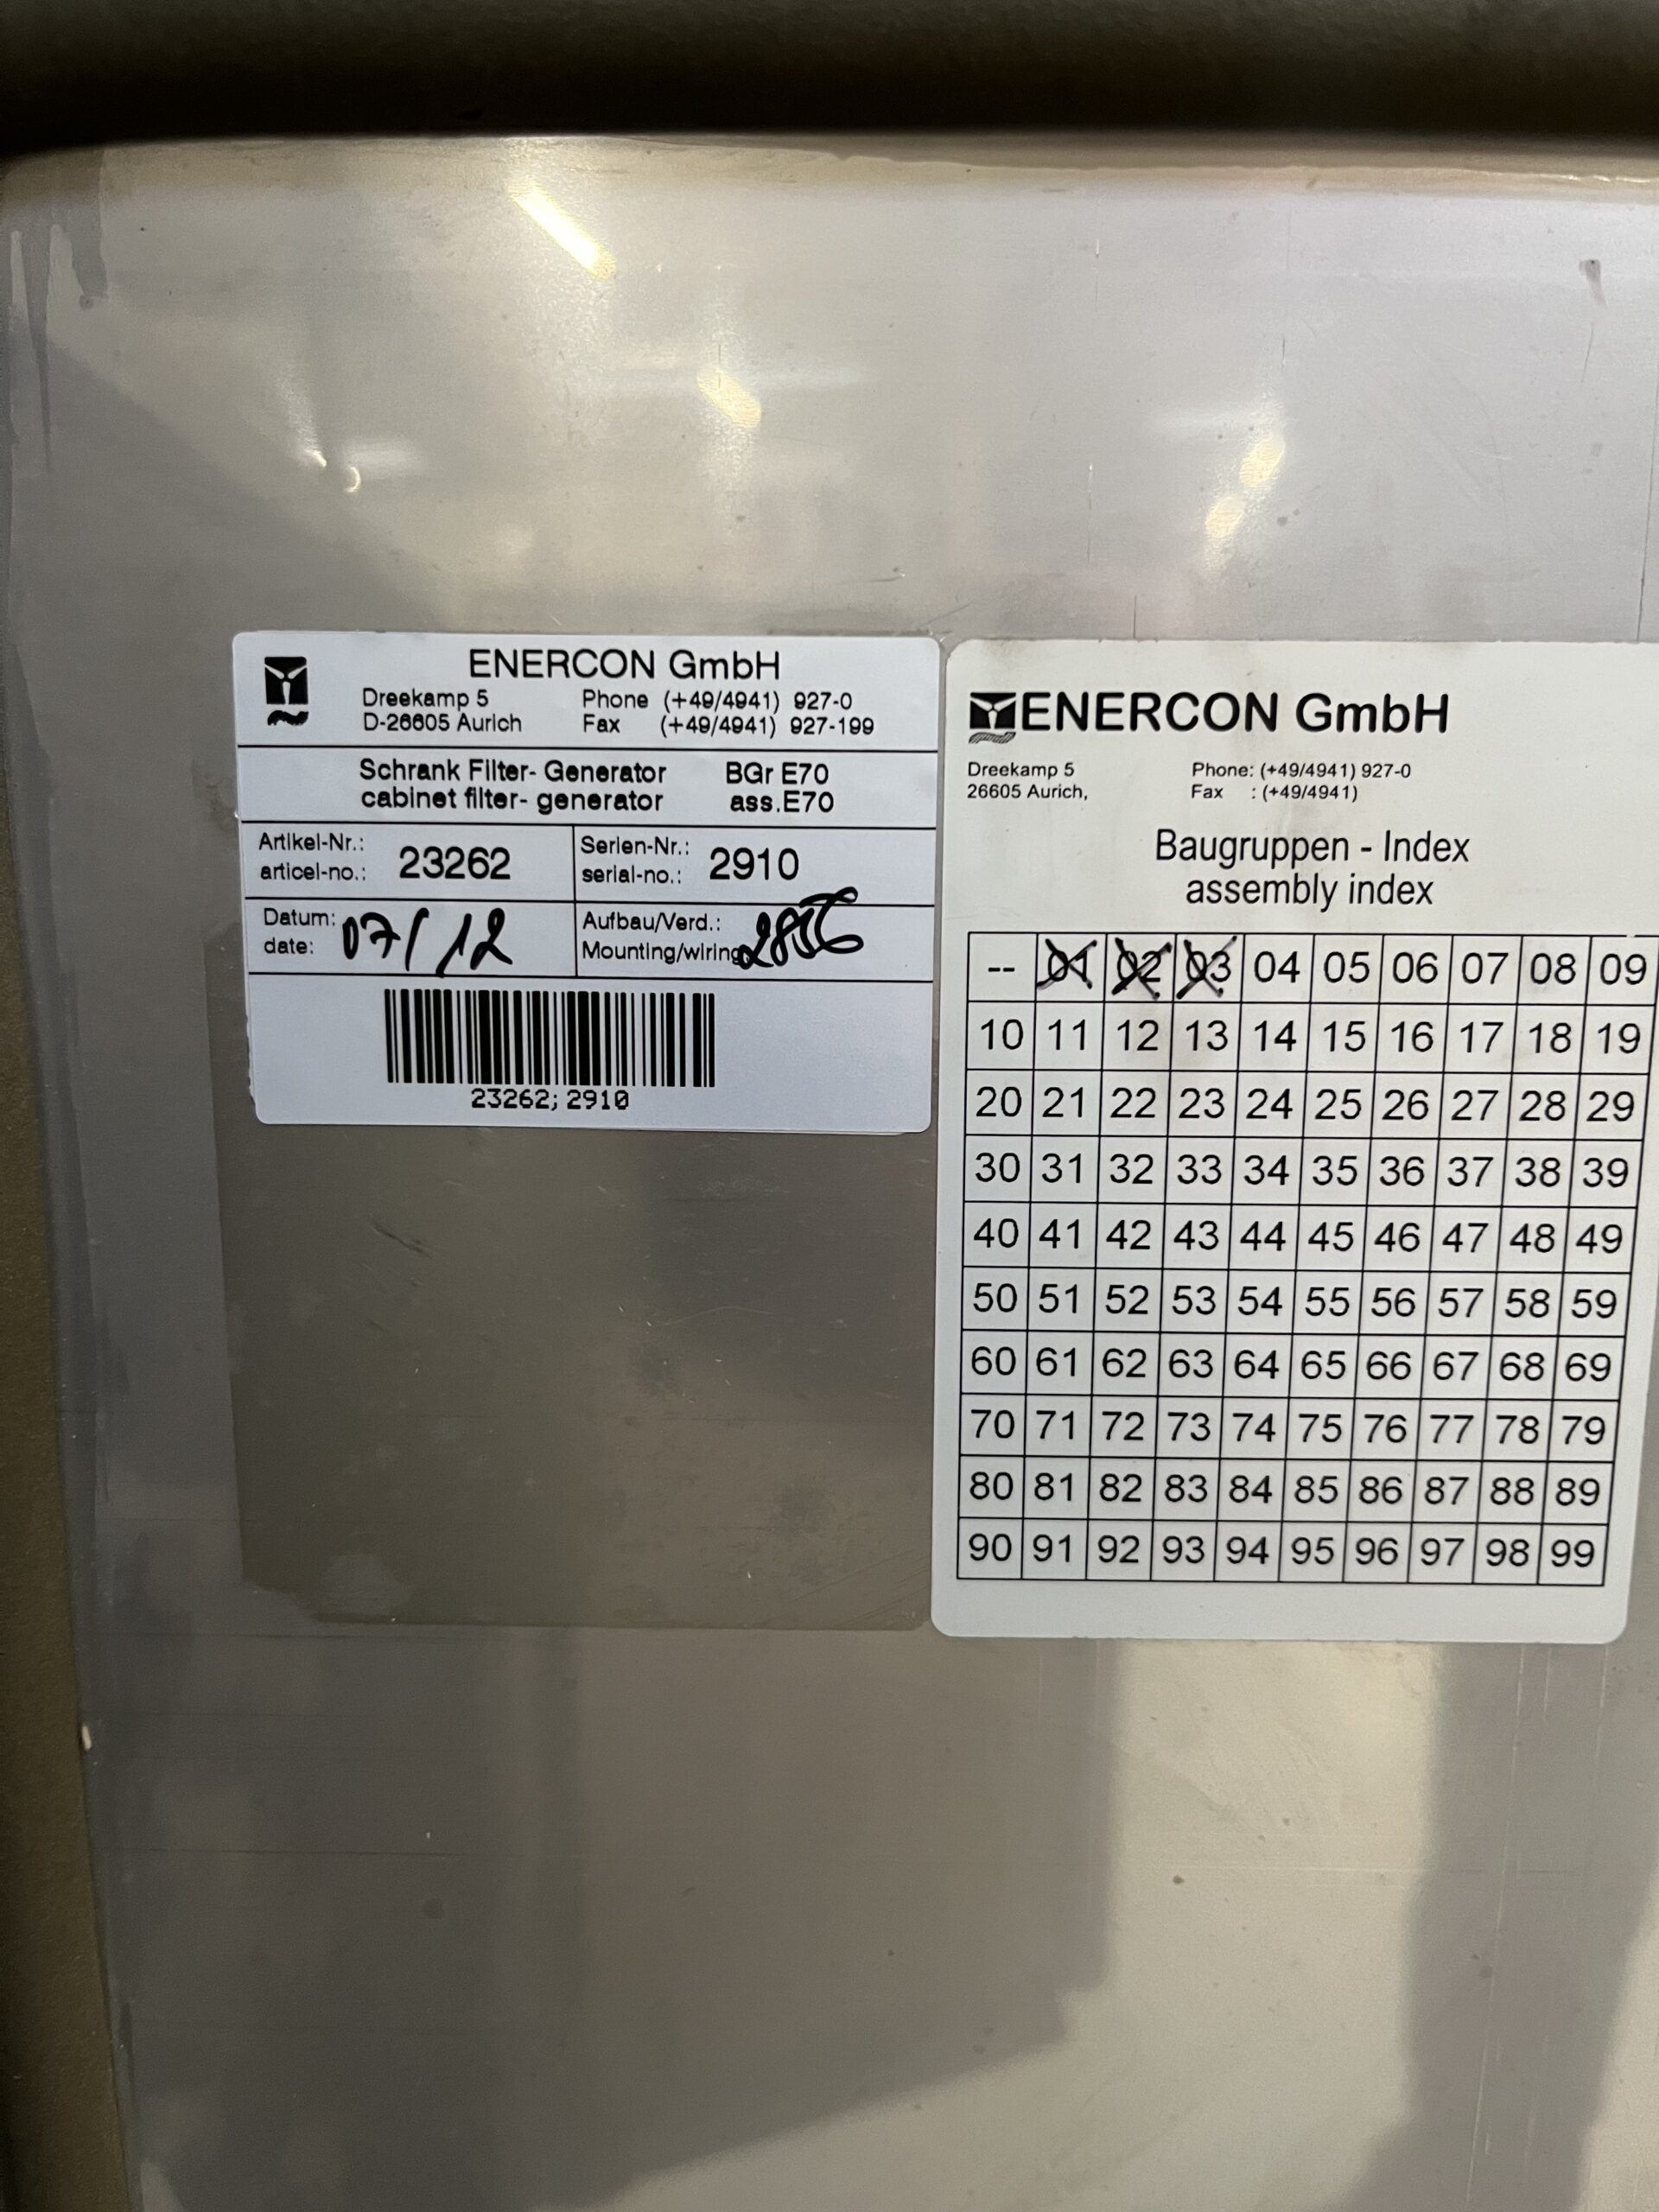 ENERCON GmbH
Dreekamp 5 Phone (+49/4941) 927-0
D-26605 Aurich Fax (+49/4941) 927-199
Schrank Filter- Generator BGr E70
cabinet filter- generator ass.E70
Artikel-Nr.: Serien-Nr.:
articel-no.: 23262 serial-no.: 2910
Datum: Aufbau/Verd.:
date: 07/12 Mounting/wiring
23262;2910
ENERCON GmbH
Dreekamp 5 Phone: (+49/4941) 927-0
26605 Aurich, Fax : (+49/4941)
Baugruppen - Index
assembly index
-- 01 02 03 04 05 06 07 08 09
10 11 12 13 14 15 16 17 18 19
20 21 22 23 24 25 26 27 28 29
30 31 32 33 34 35 36 37 38 39
40 41 42 43 44 45 46 47 48 49
50 51 52 53 54 55 56 57 58 59
60 61 62 63 64 65 66 67 68 69
70 71 72 73 74 75 76 77 78 79
80 81 82 83 84 85 86 87 88 89
90 91 92 93 94 95 96 97 98 99